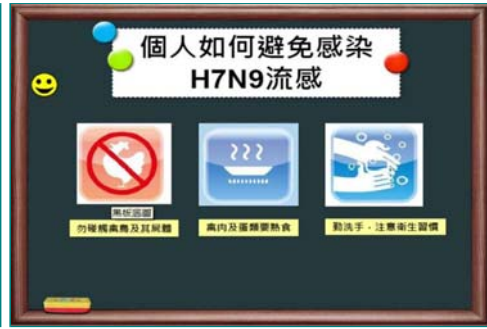 個人如何避免感染
H7N9流感
黑板底圖
勿碰觸禽鳥及其屍體
禽肉及蛋類要熟食
勤洗手,注意衛生習慣